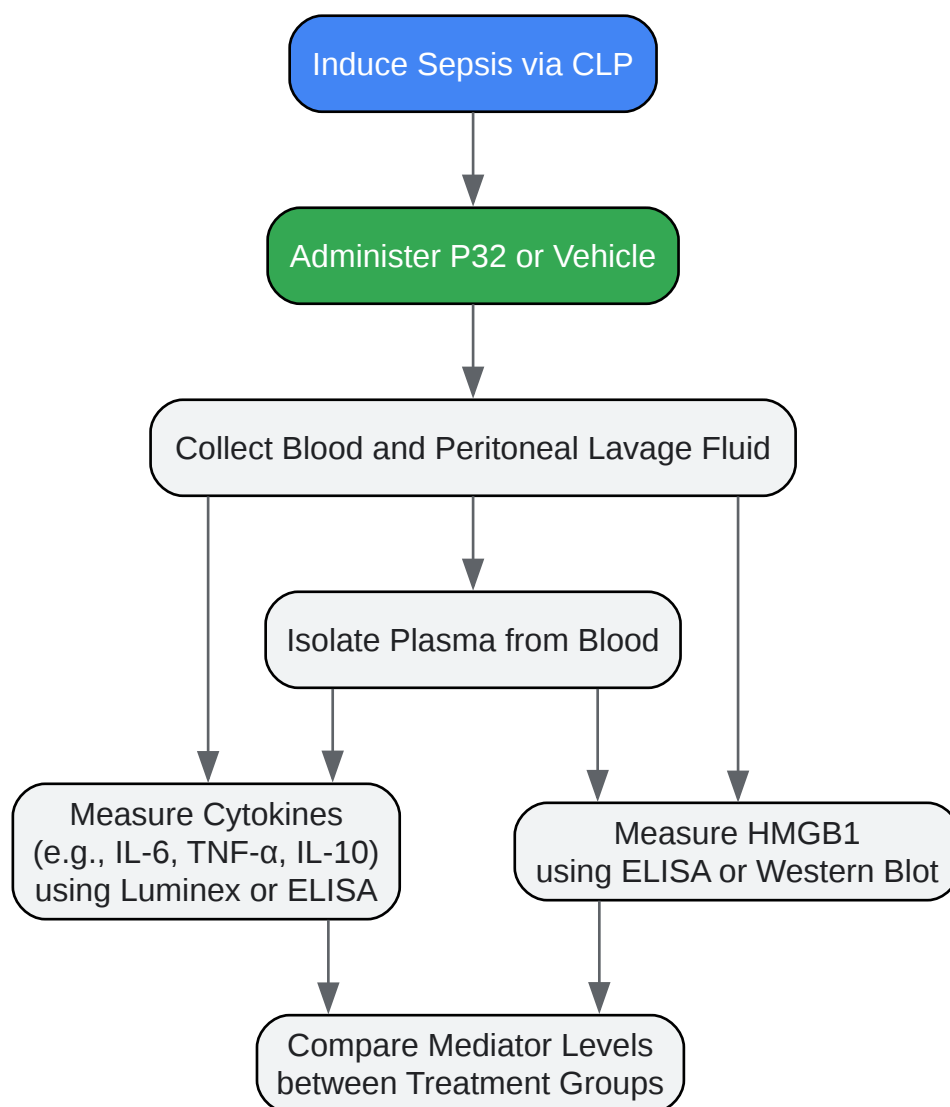 Induce Sepsis via CLP
Administer P32 or Vehicle
Collect Blood and Peritoneal Lavage Fluid
Isolate Plasma from Blood
Measure Cytokines
(e.g., IL-6, TNF-α, IL-10)
using Luminex or ELISA
Measure HMGB1
using ELISA or Western Blot
Compare Mediator Levels
between Treatment Groups